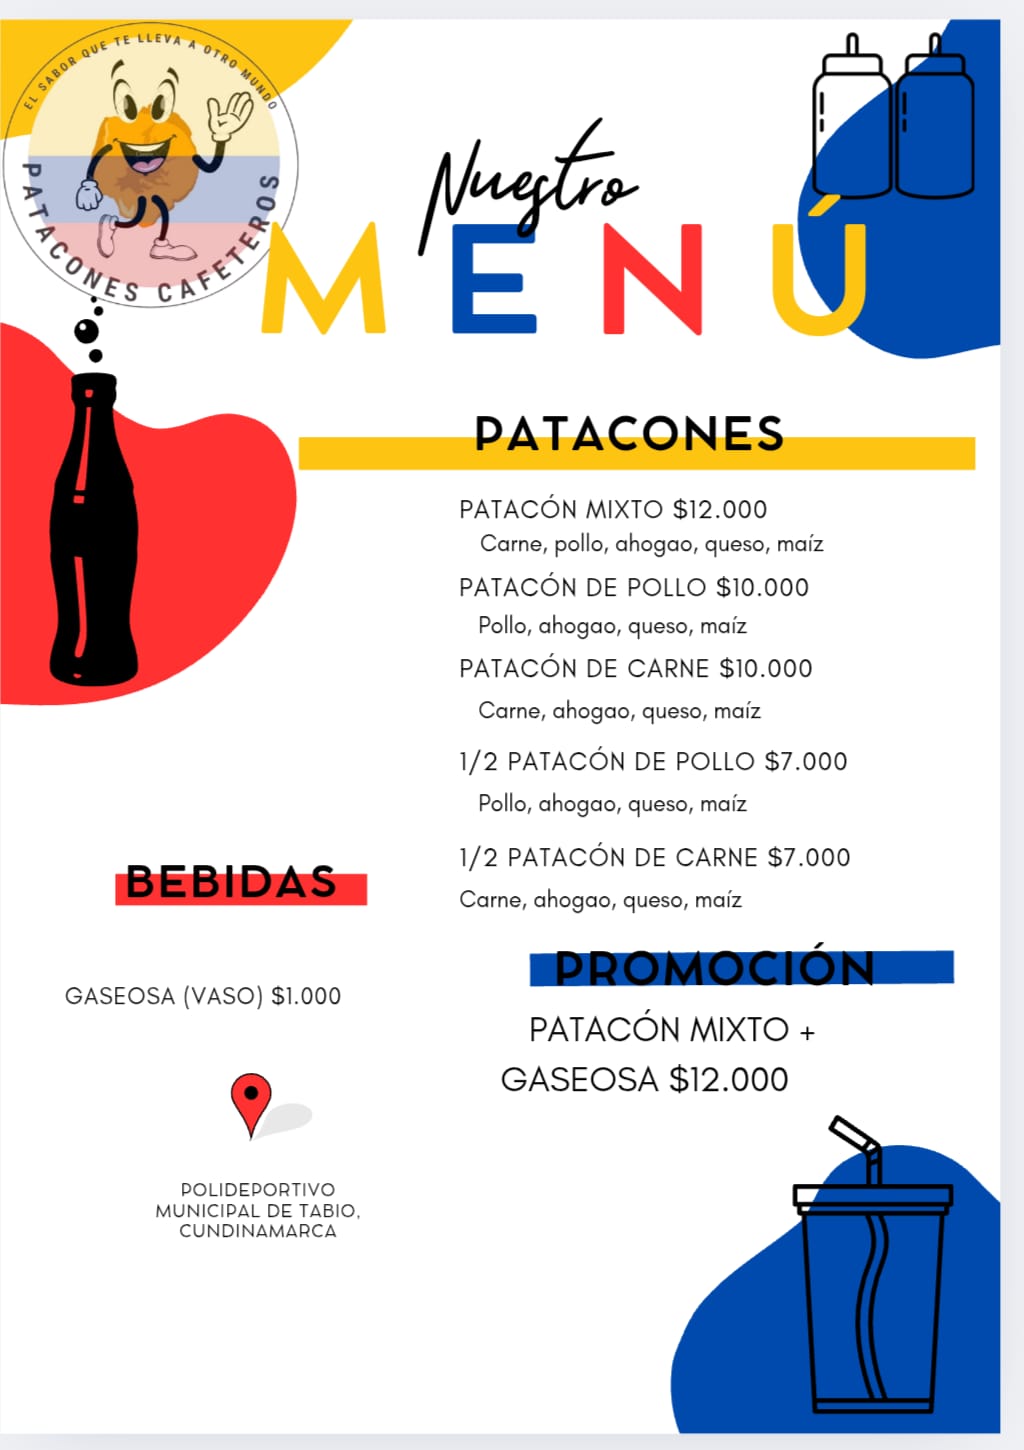 EL SABOR QUE TE LLEVA A OTRO MUNDO
PATACONES CAFETEROS
Nuestro
MENÚ
PATACONES
PATACÓN MIXTO $12.000
Carne, pollo, ahogao, queso, maíz
PATACÓN DE POLLO $10.000
Pollo, ahogao, queso, maíz
PATACÓN DE CARNE $10.000
Carne, ahogao, queso, maíz
1/2 PATACÓN DE POLLO $7.000
Pollo, ahogao, queso, maíz
1/2 PATACÓN DE CARNE $7.000
Carne, ahogao, queso, maíz
BEBIDAS
GASEOSA (VASO) $1.000
PROMOCIÓN
PATACÓN MIXTO +
GASEOSA $12.000
POLIDEPORTIVO
MUNICIPAL DE TABIO,
CUNDINAMARCA